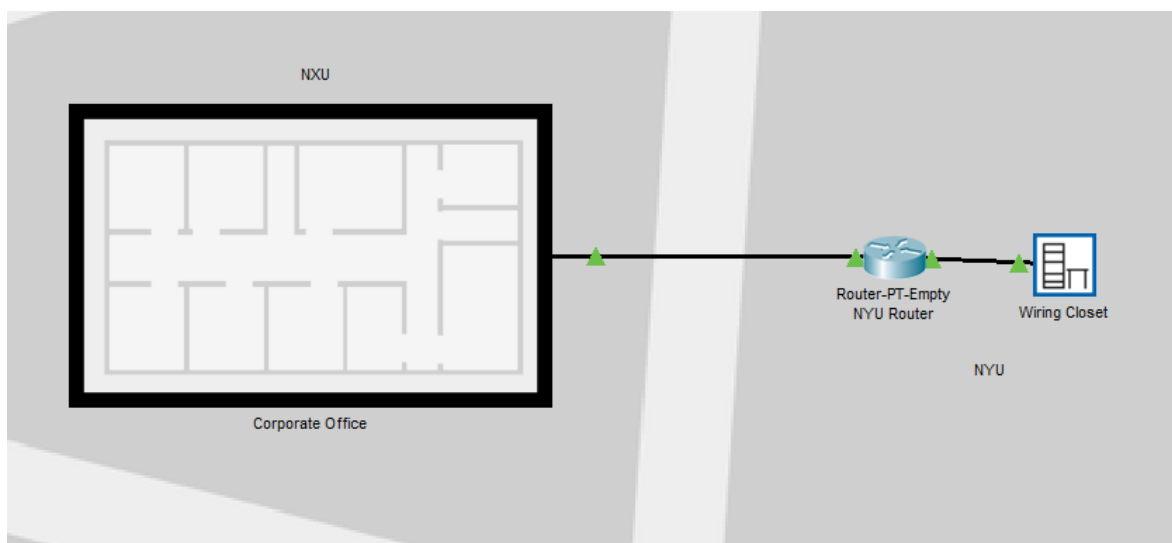 NXU
Corporate Office
Router-PT-Empty
NYU Router
Wiring Closet
NYU